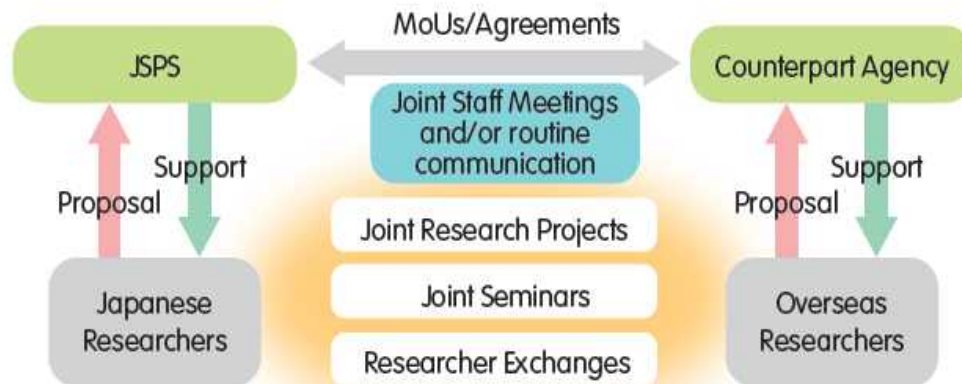 MoUs/Agreements
JSPS
Counterpart Agency
Joint Staff Meetings
and/or routine
communication
Support
Proposal
Support
Proposal
Joint Research Projects
Japanese
Researchers
Joint Seminars
Overseas
Researchers
Researcher Exchanges